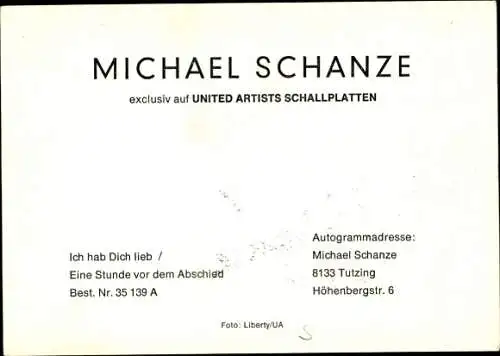 MICHAEL SCHANZE
exclusiv auf UNITED ARTISTS SCHALLPLATTEN
Ich hab Dich lieb /
Eine Stunde vor dem Abschied
Best. Nr. 35 139 A
Autogrammadresse:
Michael Schanze
8133 Tutzing
Höhenbergstr. 6
Foto: Liberty/UA